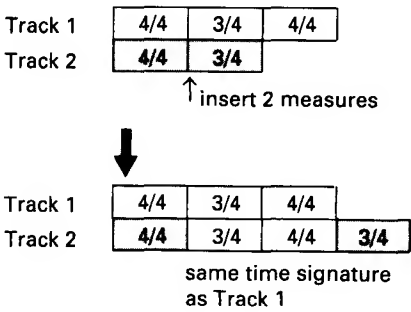 Track 1 4/4 3/4 4/4
Track 2 4/4 3/4
insert 2 measures
Track 1 4/4 3/4 4/4
Track 2 4/4 3/4 4/4 3/4
same time signature
as Track 1